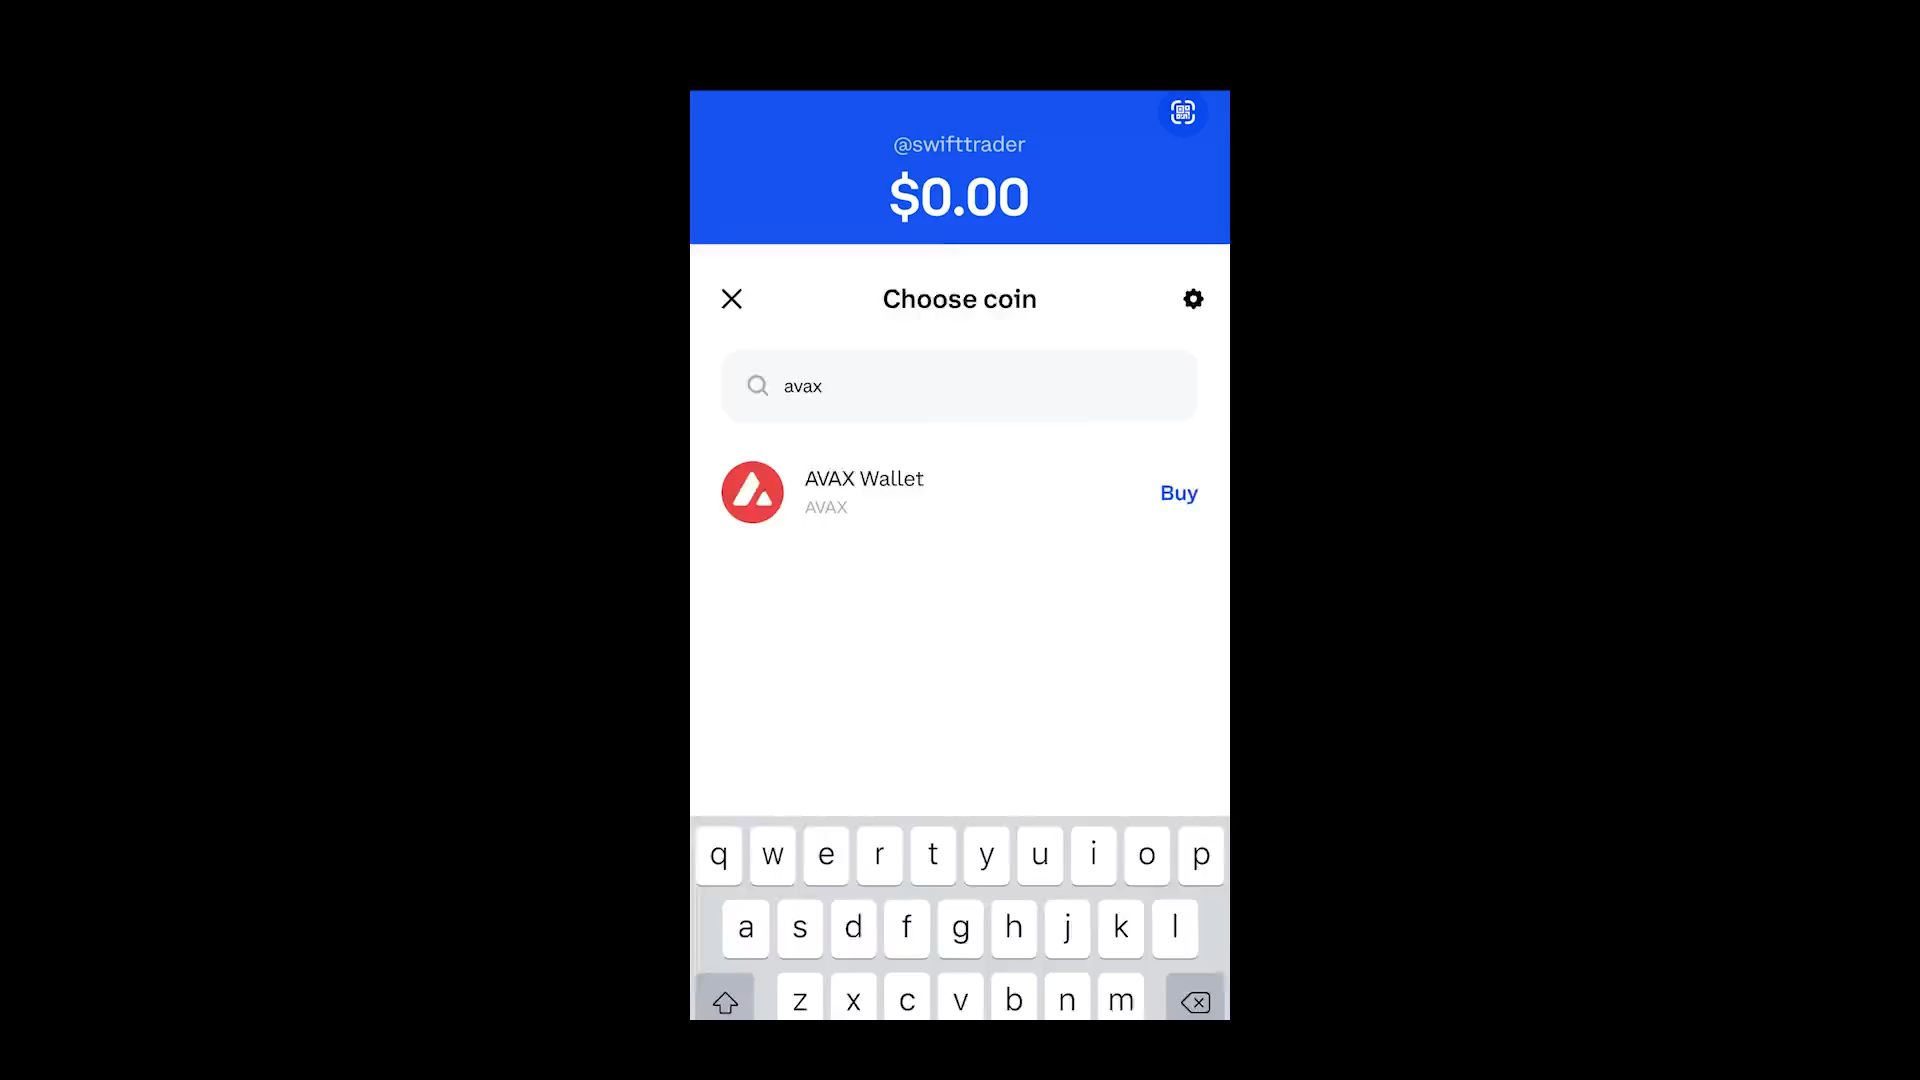 @swifttrader
$0.00
Choose coin
avax
AVAX Wallet
AVAX
Buy
q w e r t y u i o p
a s d f g h j k l
z x c v b n m